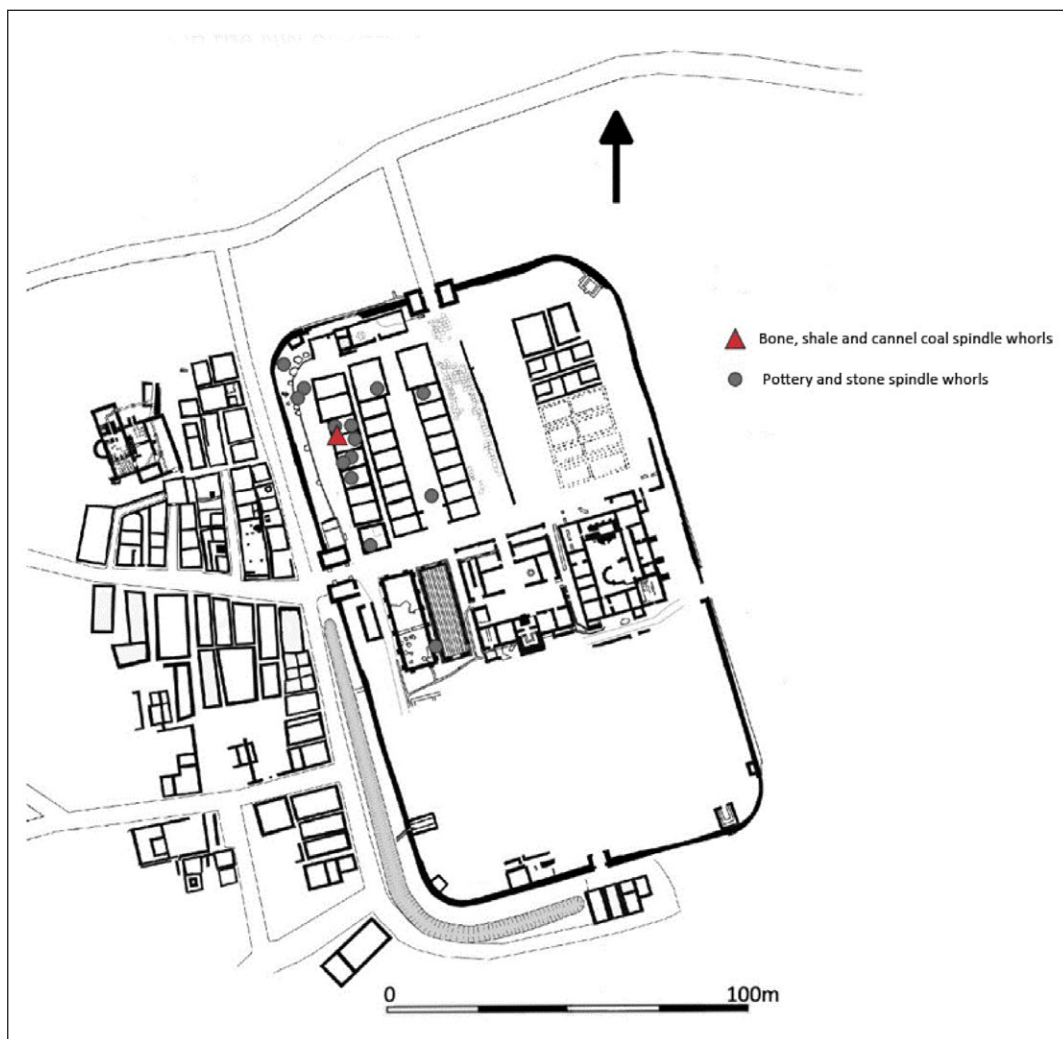 Bone, shale and cannel coal spindle whorls
Pottery and stone spindle whorls
0 100m